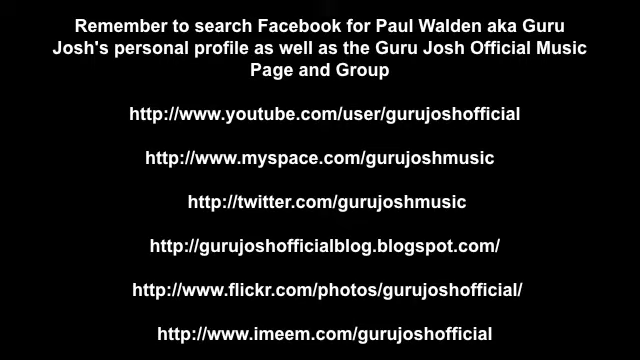 Remember to search Facebook for Paul Walden aka Guru
Josh's personal profile as well as the Guru Josh Official Music
Page and Group
http://www.youtube.com/user/gurujoshofficial
http://www.myspace.com/gurujoshmusic
http://twitter.com/gurujoshmusic
http://gurujoshofficialblog.blogspot.com/
http://www.flickr.com/photos/gurujoshofficial/
http://www.imeem.com/gurujoshofficial